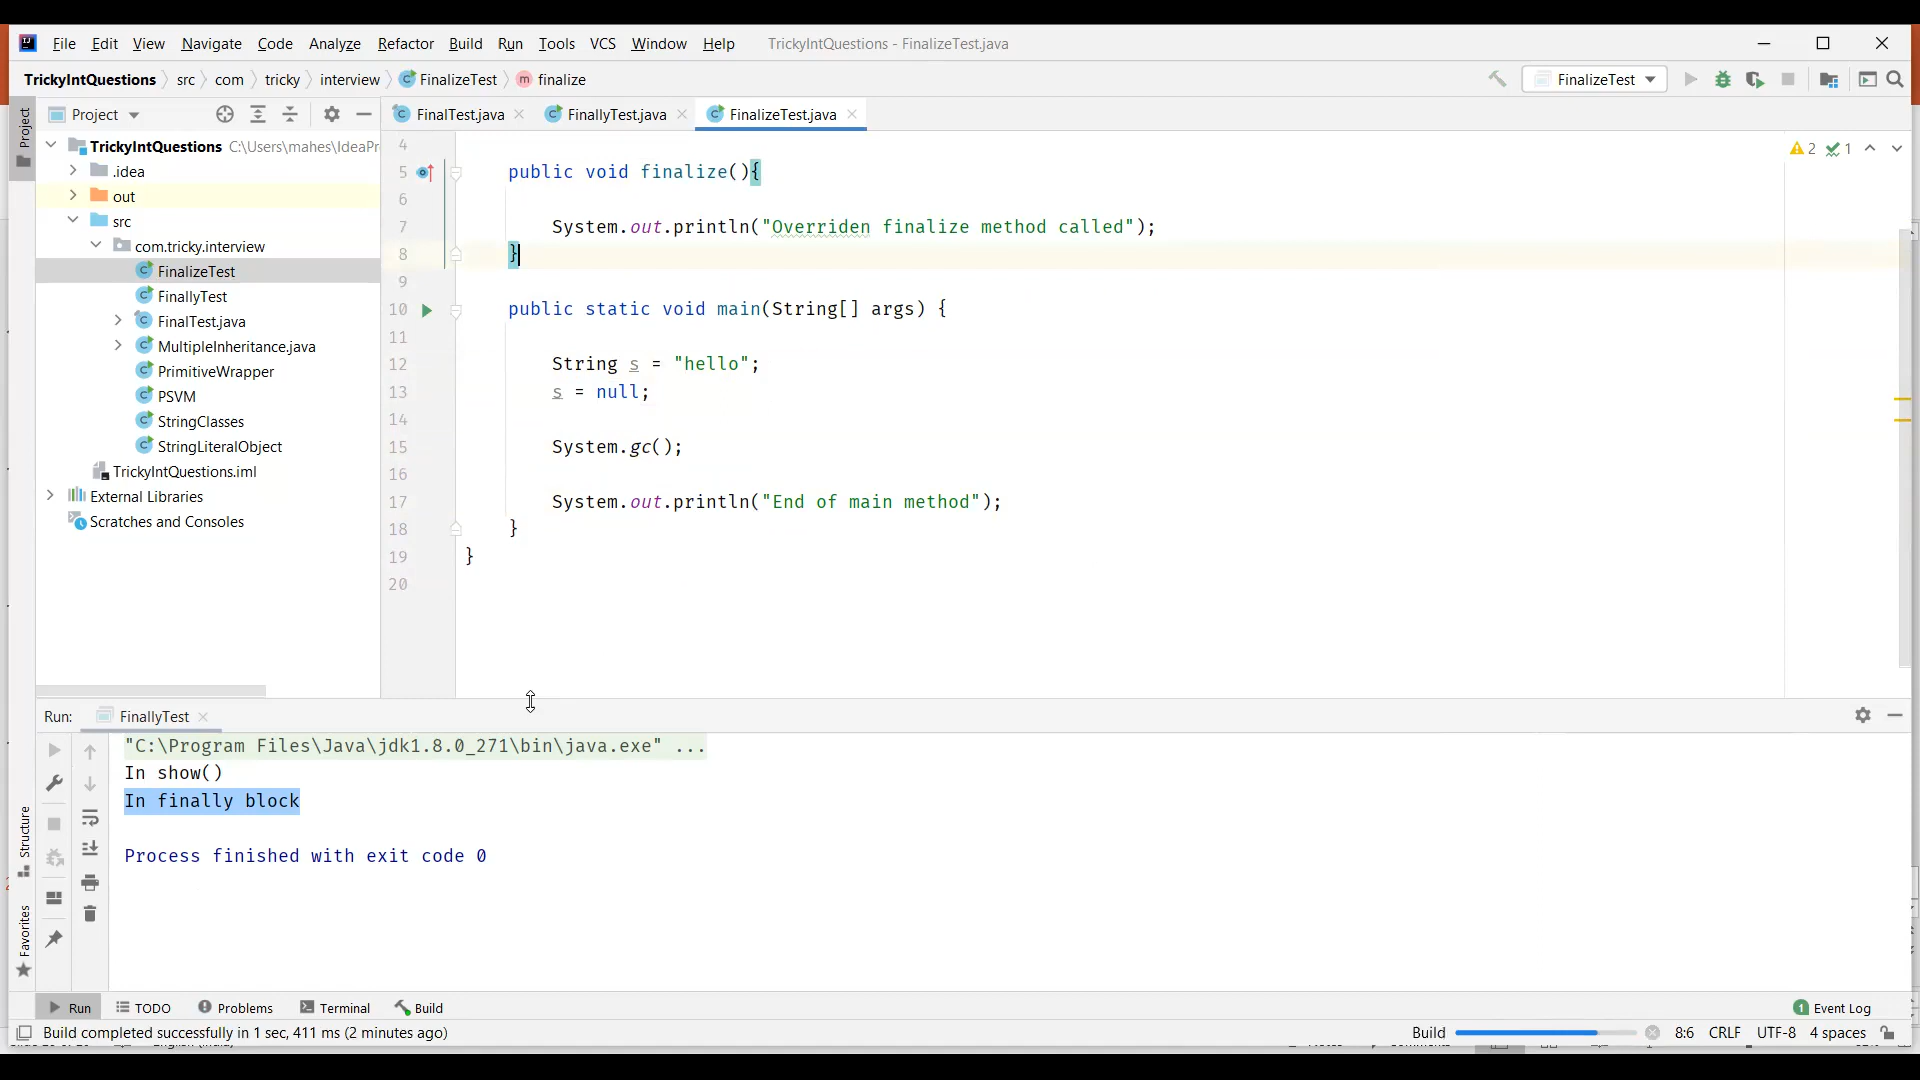 File Edit View Navigate Code Analyze Refactor Build Run Tools VCS Window Help TrickyIntQuestions - FinalizeTest.java
TrickyIntQuestions src com tricky interview FinalizeTest m finalize FinalizeTest
Project
Project
FinalTest.java FinallyTest.java FinalizeTest.java
TrickyIntQuestions C:\Users\mahes\IdeaPr
.idea
out
src
com.tricky.interview
FinalizeTest
FinallyTest
FinalTest.java
MultipleInheritance.java
PrimitiveWrapper
PSVM
StringClasses
StringLiteralObject
TrickyIntQuestions.iml
External Libraries
Scratches and Consoles
2 1
4
5 public void finalize(){
6
7 System.out.println("Overriden finalize method called");
8 }
9
10 public static void main(String[] args) {
11
12 String s = "hello";
13 s = null;
14
15 System.gc();
16
17 System.out.println("End of main method");
18 }
19 }
20
Run: FinallyTest
"C:\Program Files\Java\jdk1.8.0_271\bin\java.exe" ...
In show()
In finally block
Process finished with exit code 0
Structure
Favorites
Run TODO Problems Terminal Build 1 Event Log
Build completed successfully in 1 sec, 411 ms (2 minutes ago) Build 8:6 CRLF UTF-8 4 spaces